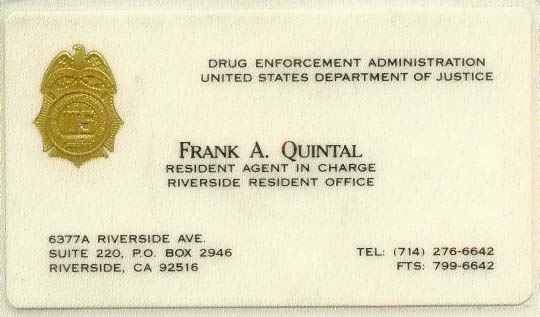 DRUG ENFORCEMENT ADMINISTRATION
UNITED STATES DEPARTMENT OF JUSTICE
FRANK A. QUINTAL
RESIDENT AGENT IN CHARGE
RIVERSIDE RESIDENT OFFICE
6377A RIVERSIDE AVE.
SUITE 220, P.O. BOX 2946
RIVERSIDE, CA 92516
TEL: (714) 276-6642
FTS: 799-6642